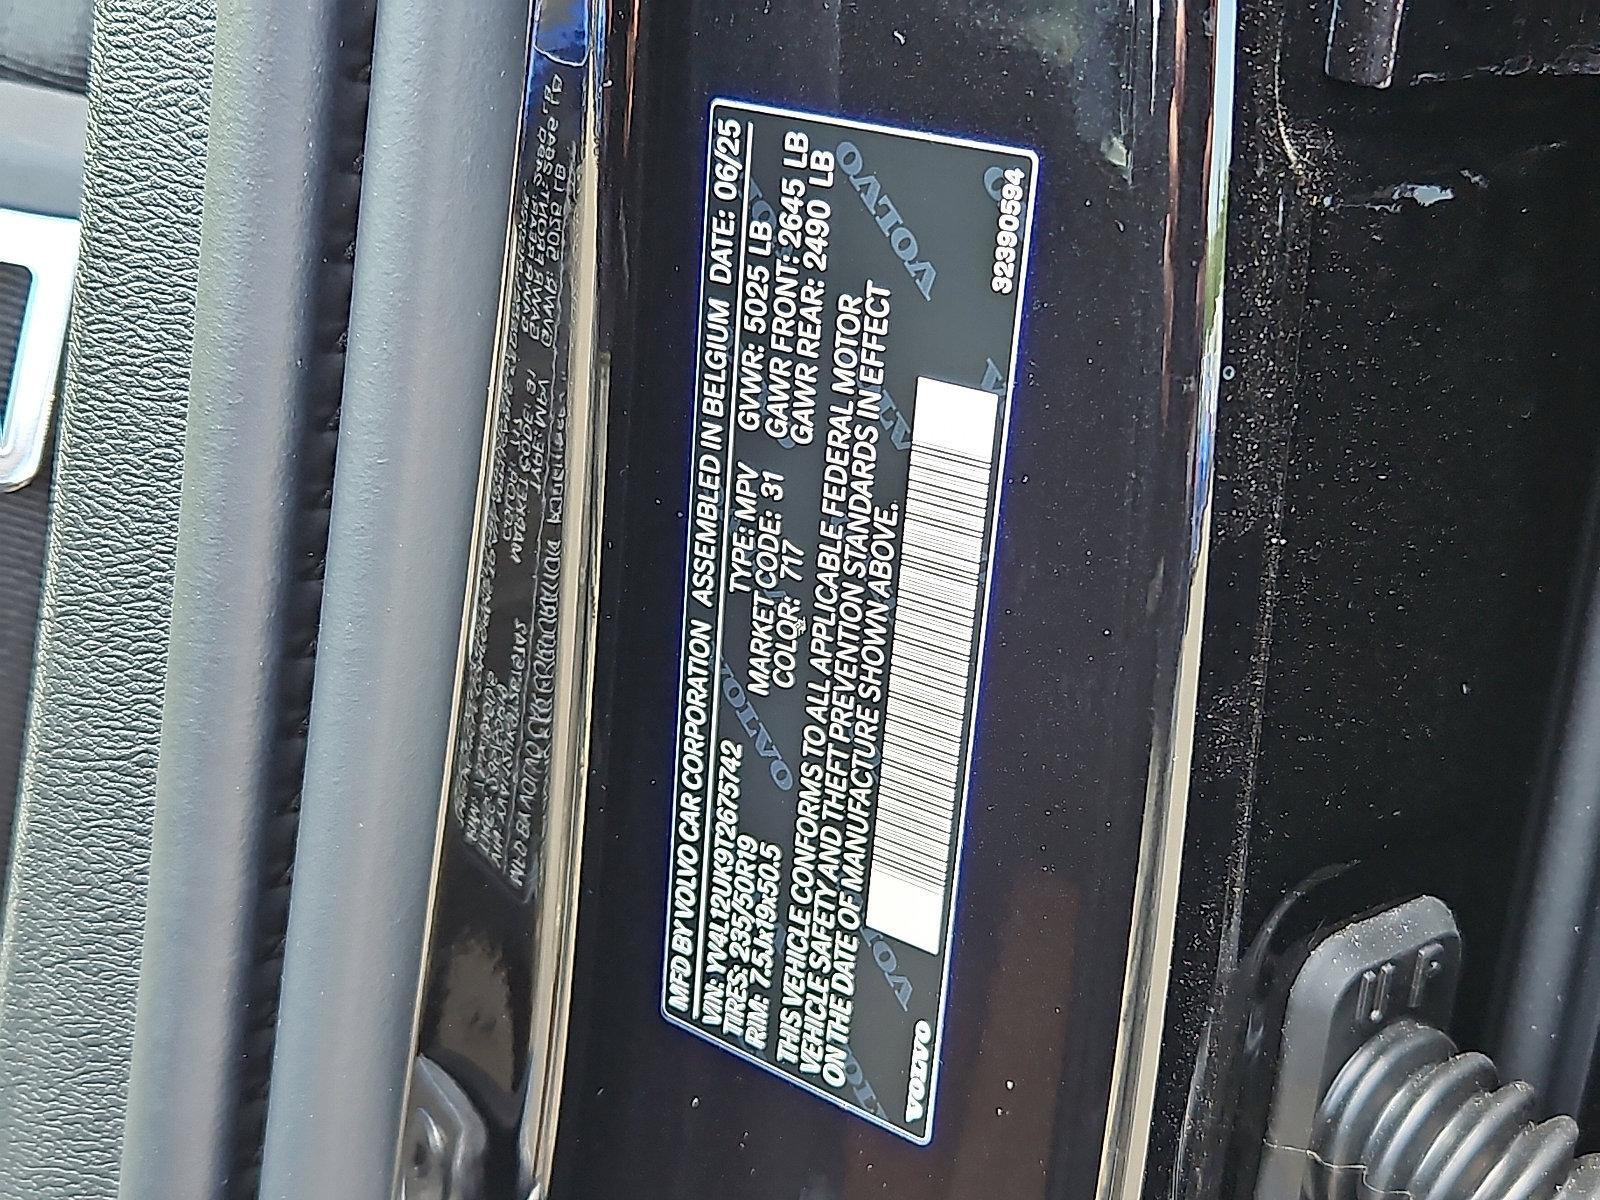 MFD BY VOLVO CAR CORPORATION ASSEMBLED IN BELGIUM DATE: 06/25
VIN: YV4L12UK9T2675742 TYPE: MPV GVWR: 5025 LB
TIRES: 235/50R19 MARKET CODE: 31 GAWR FRONT: 2645 LB
RIM: 7.5Jx19x50.5 COLOR: 717 GAWR REAR: 2490 LB
THIS VEHICLE CONFORMS TO ALL APPLICABLE FEDERAL MOTOR
VEHICLE SAFETY AND THEFT PREVENTION STANDARDS IN EFFECT
ON THE DATE OF MANUFACTURE SHOWN ABOVE.
VOLVO 32390594